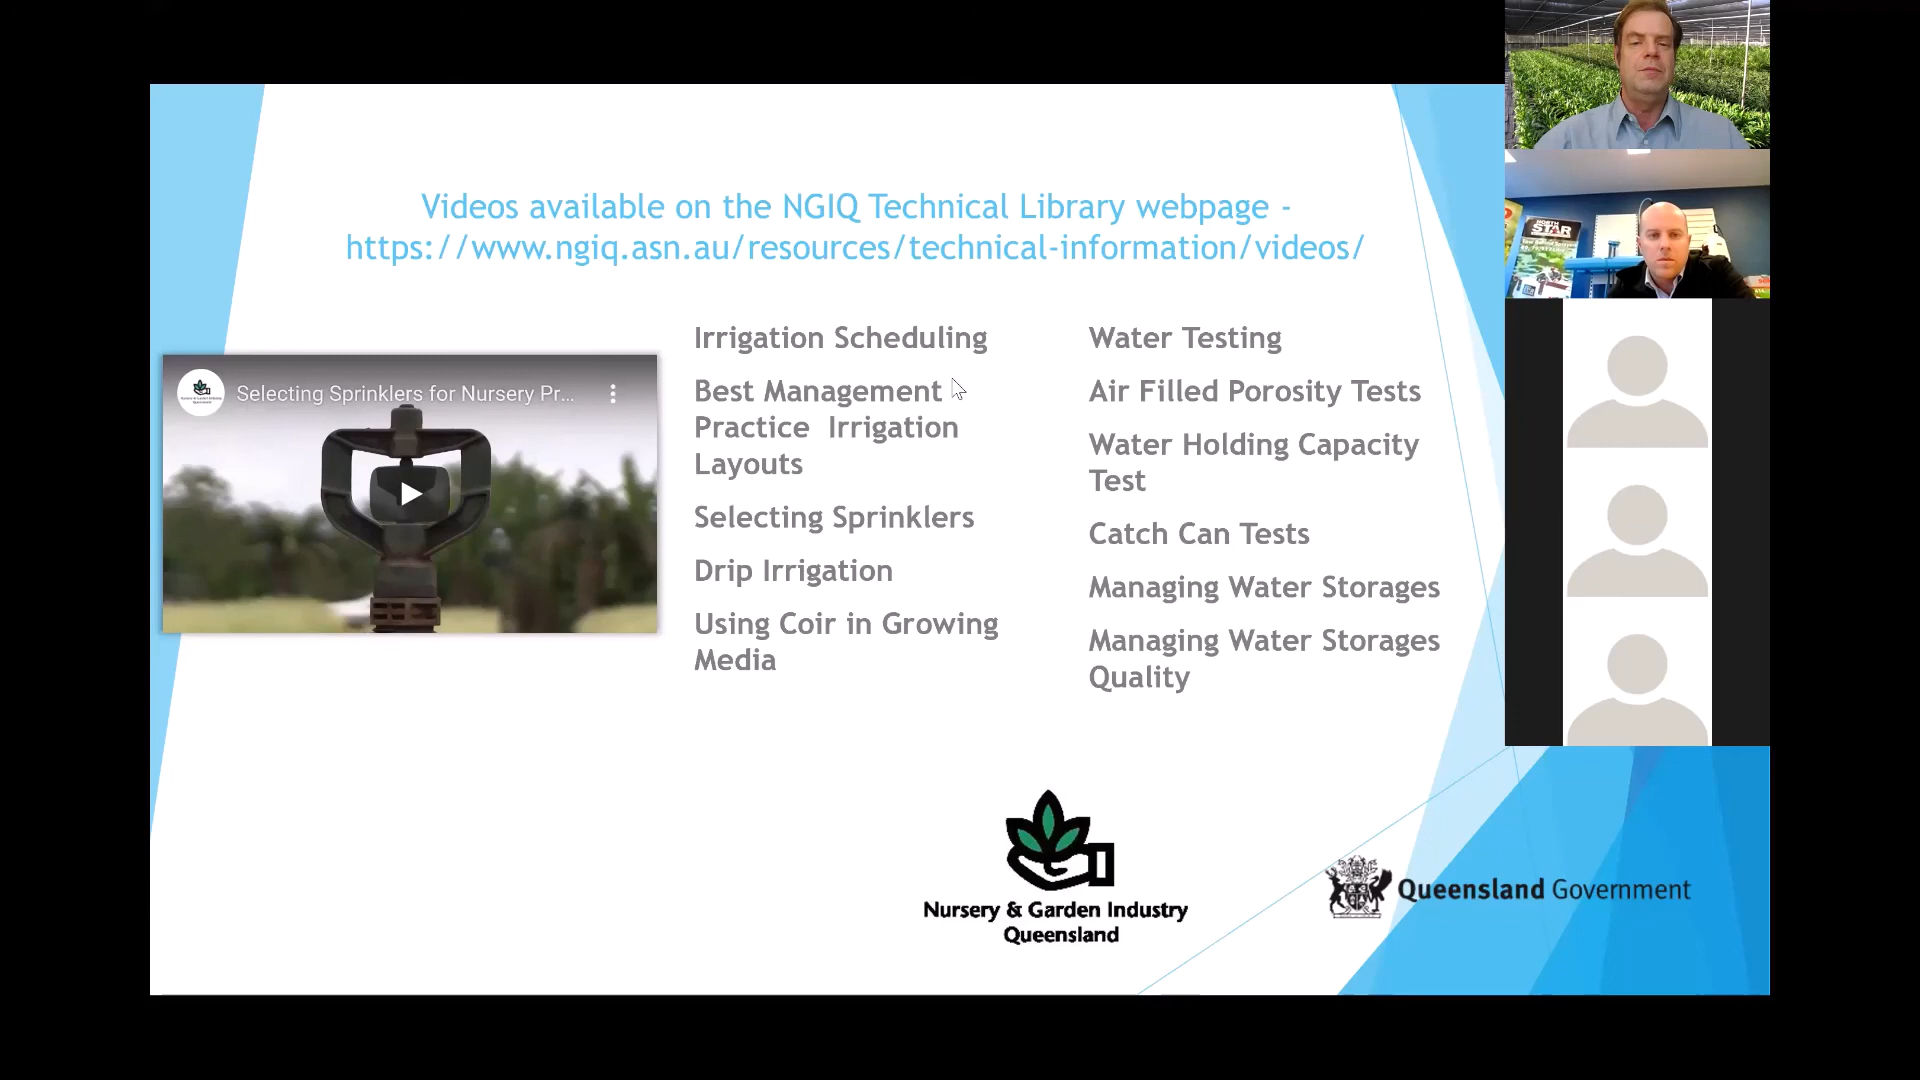 Videos available on the NGIQ Technical Library webpage -
https://www.ngiq.asn.au/resources/technical-information/videos/
Selecting Sprinklers for Nursery Pr...
Irrigation Scheduling
Best Management
Practice  Irrigation
Layouts
Selecting Sprinklers
Drip Irrigation
Using Coir in Growing
Media
Water Testing
Air Filled Porosity Tests
Water Holding Capacity
Test
Catch Can Tests
Managing Water Storages
Managing Water Storages
Quality
Nursery & Garden Industry
Queensland
Queensland Government
NORTH
STAR